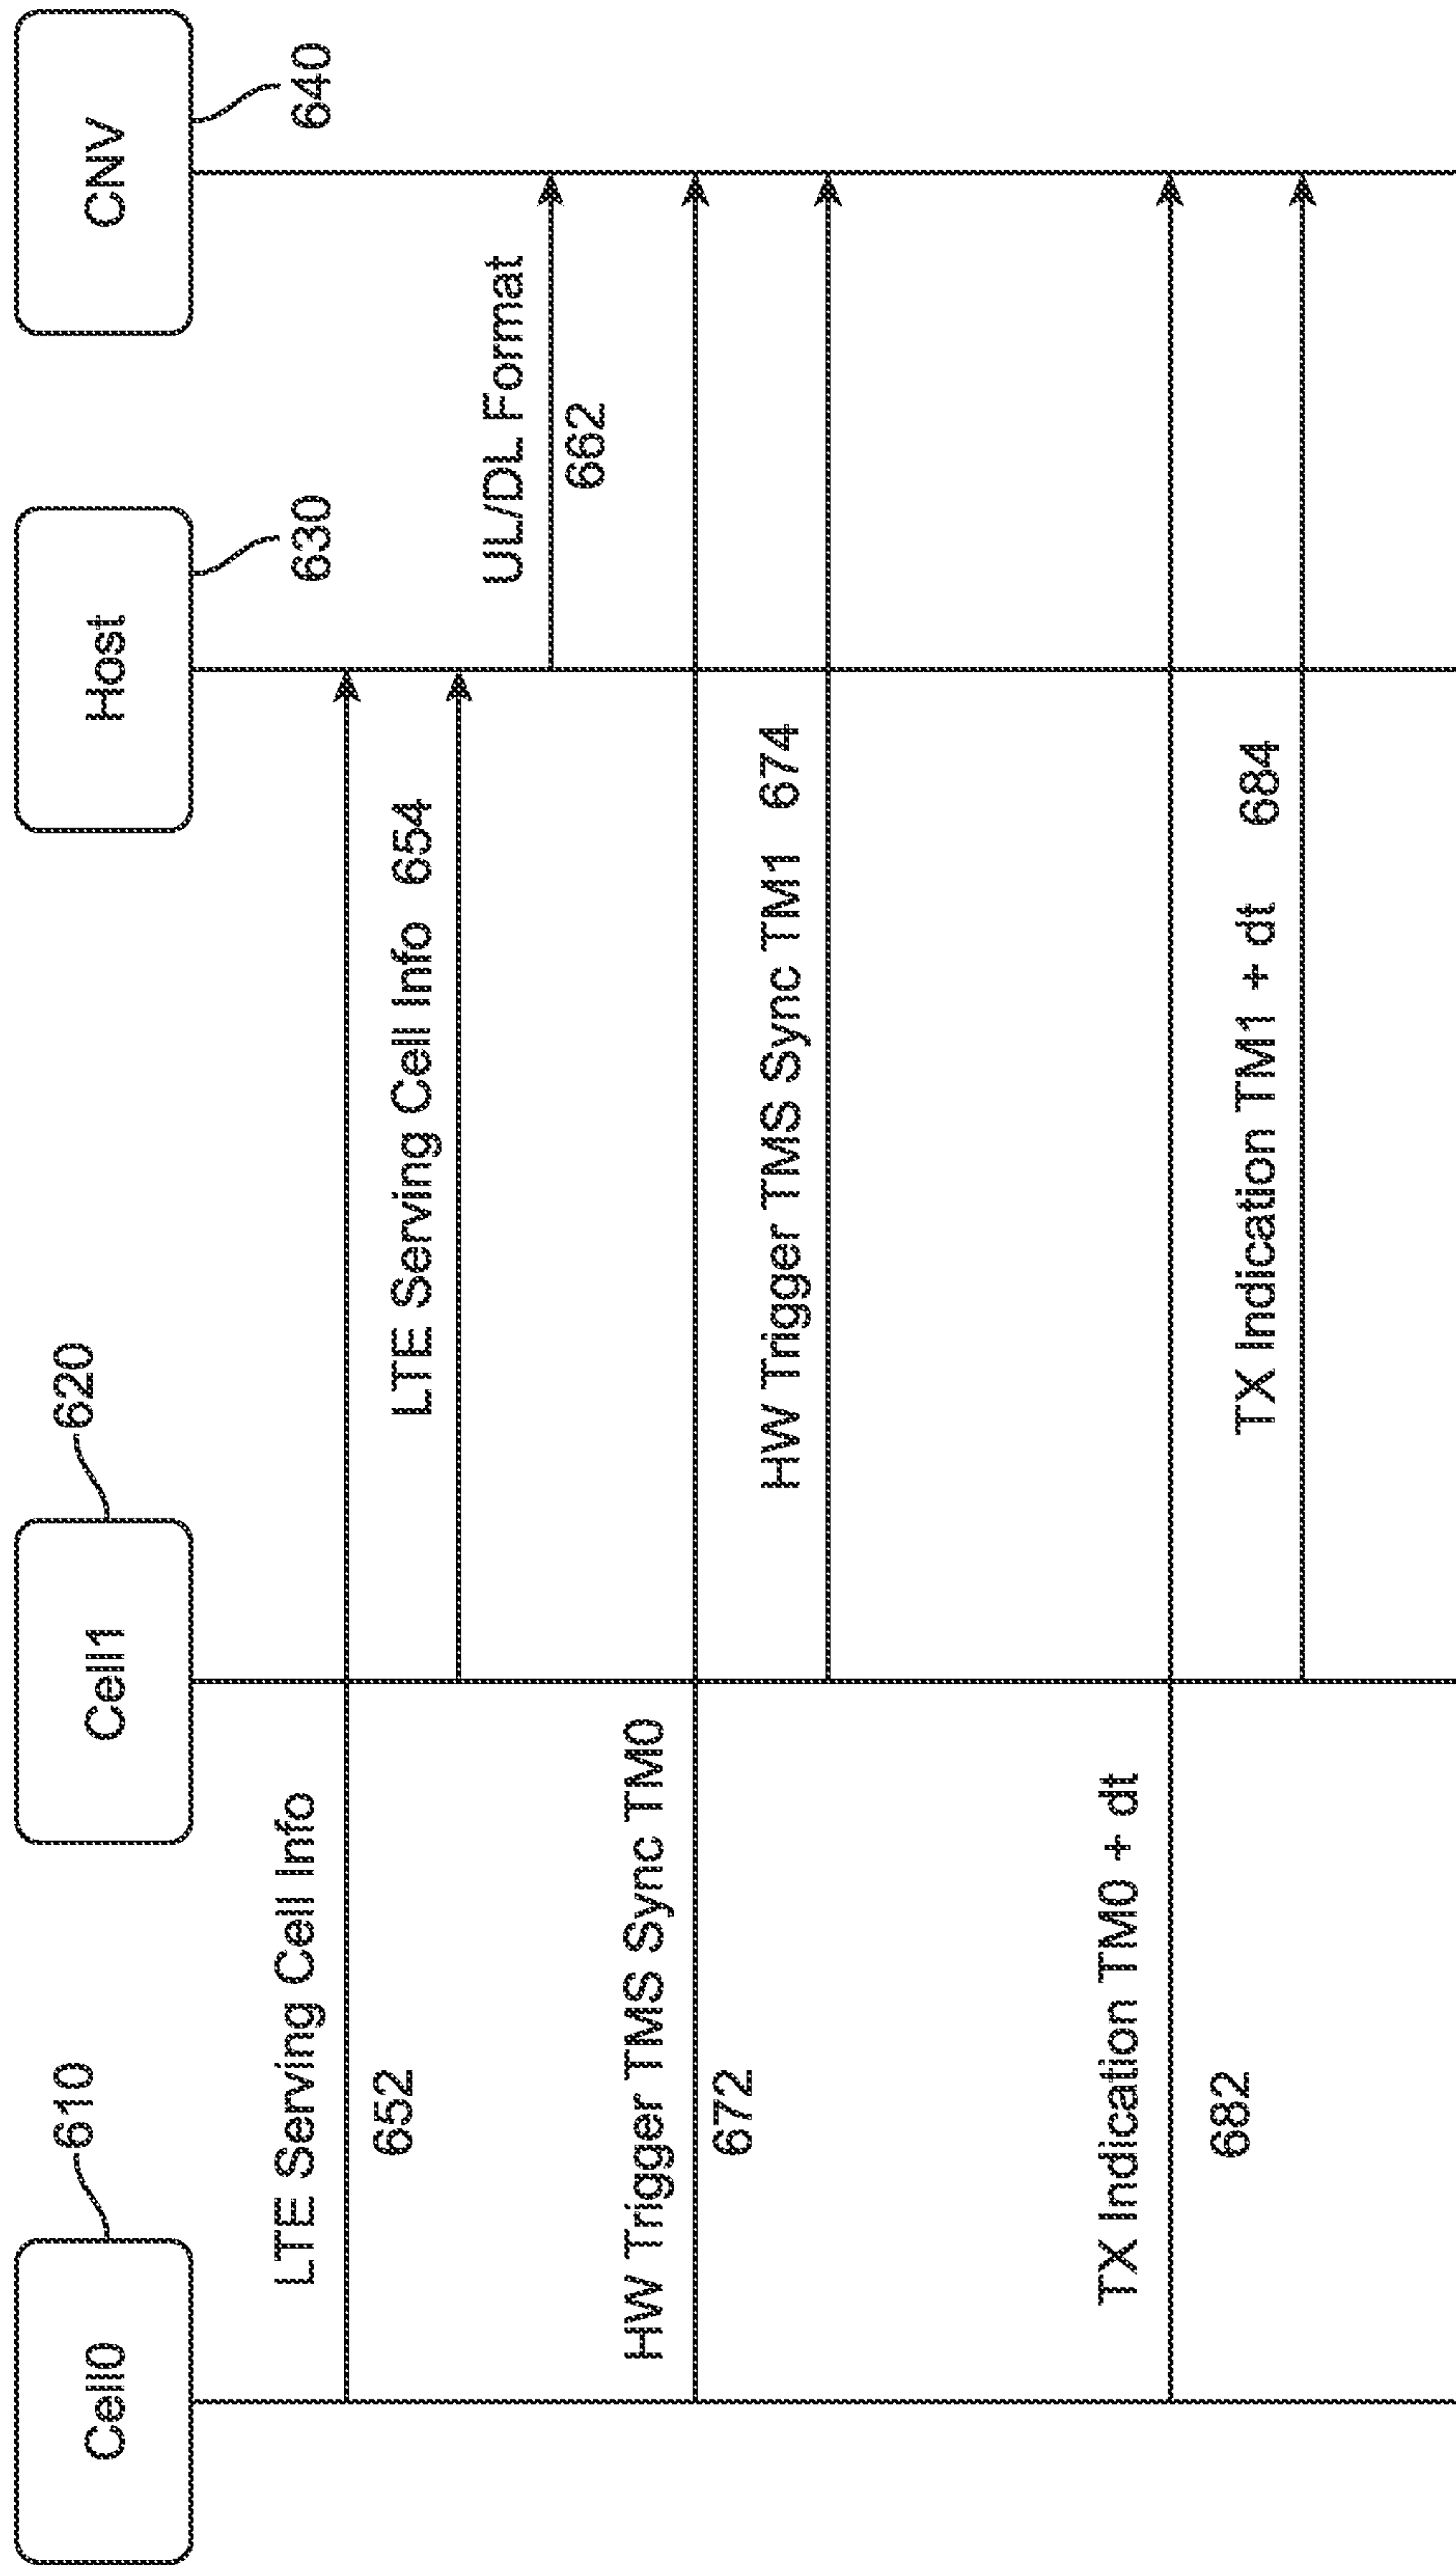 Cell0
610
Cell1
620
Host
630
CNV
640
LTE Serving Cell Info
652
LTE Serving Cell Info 654
UL/DL Format
662
HW Trigger TMS Sync TM0
672
HW Trigger TMS Sync TM1 674
TX Indication TM0 + dt
682
TX Indication TM1 + dt 684